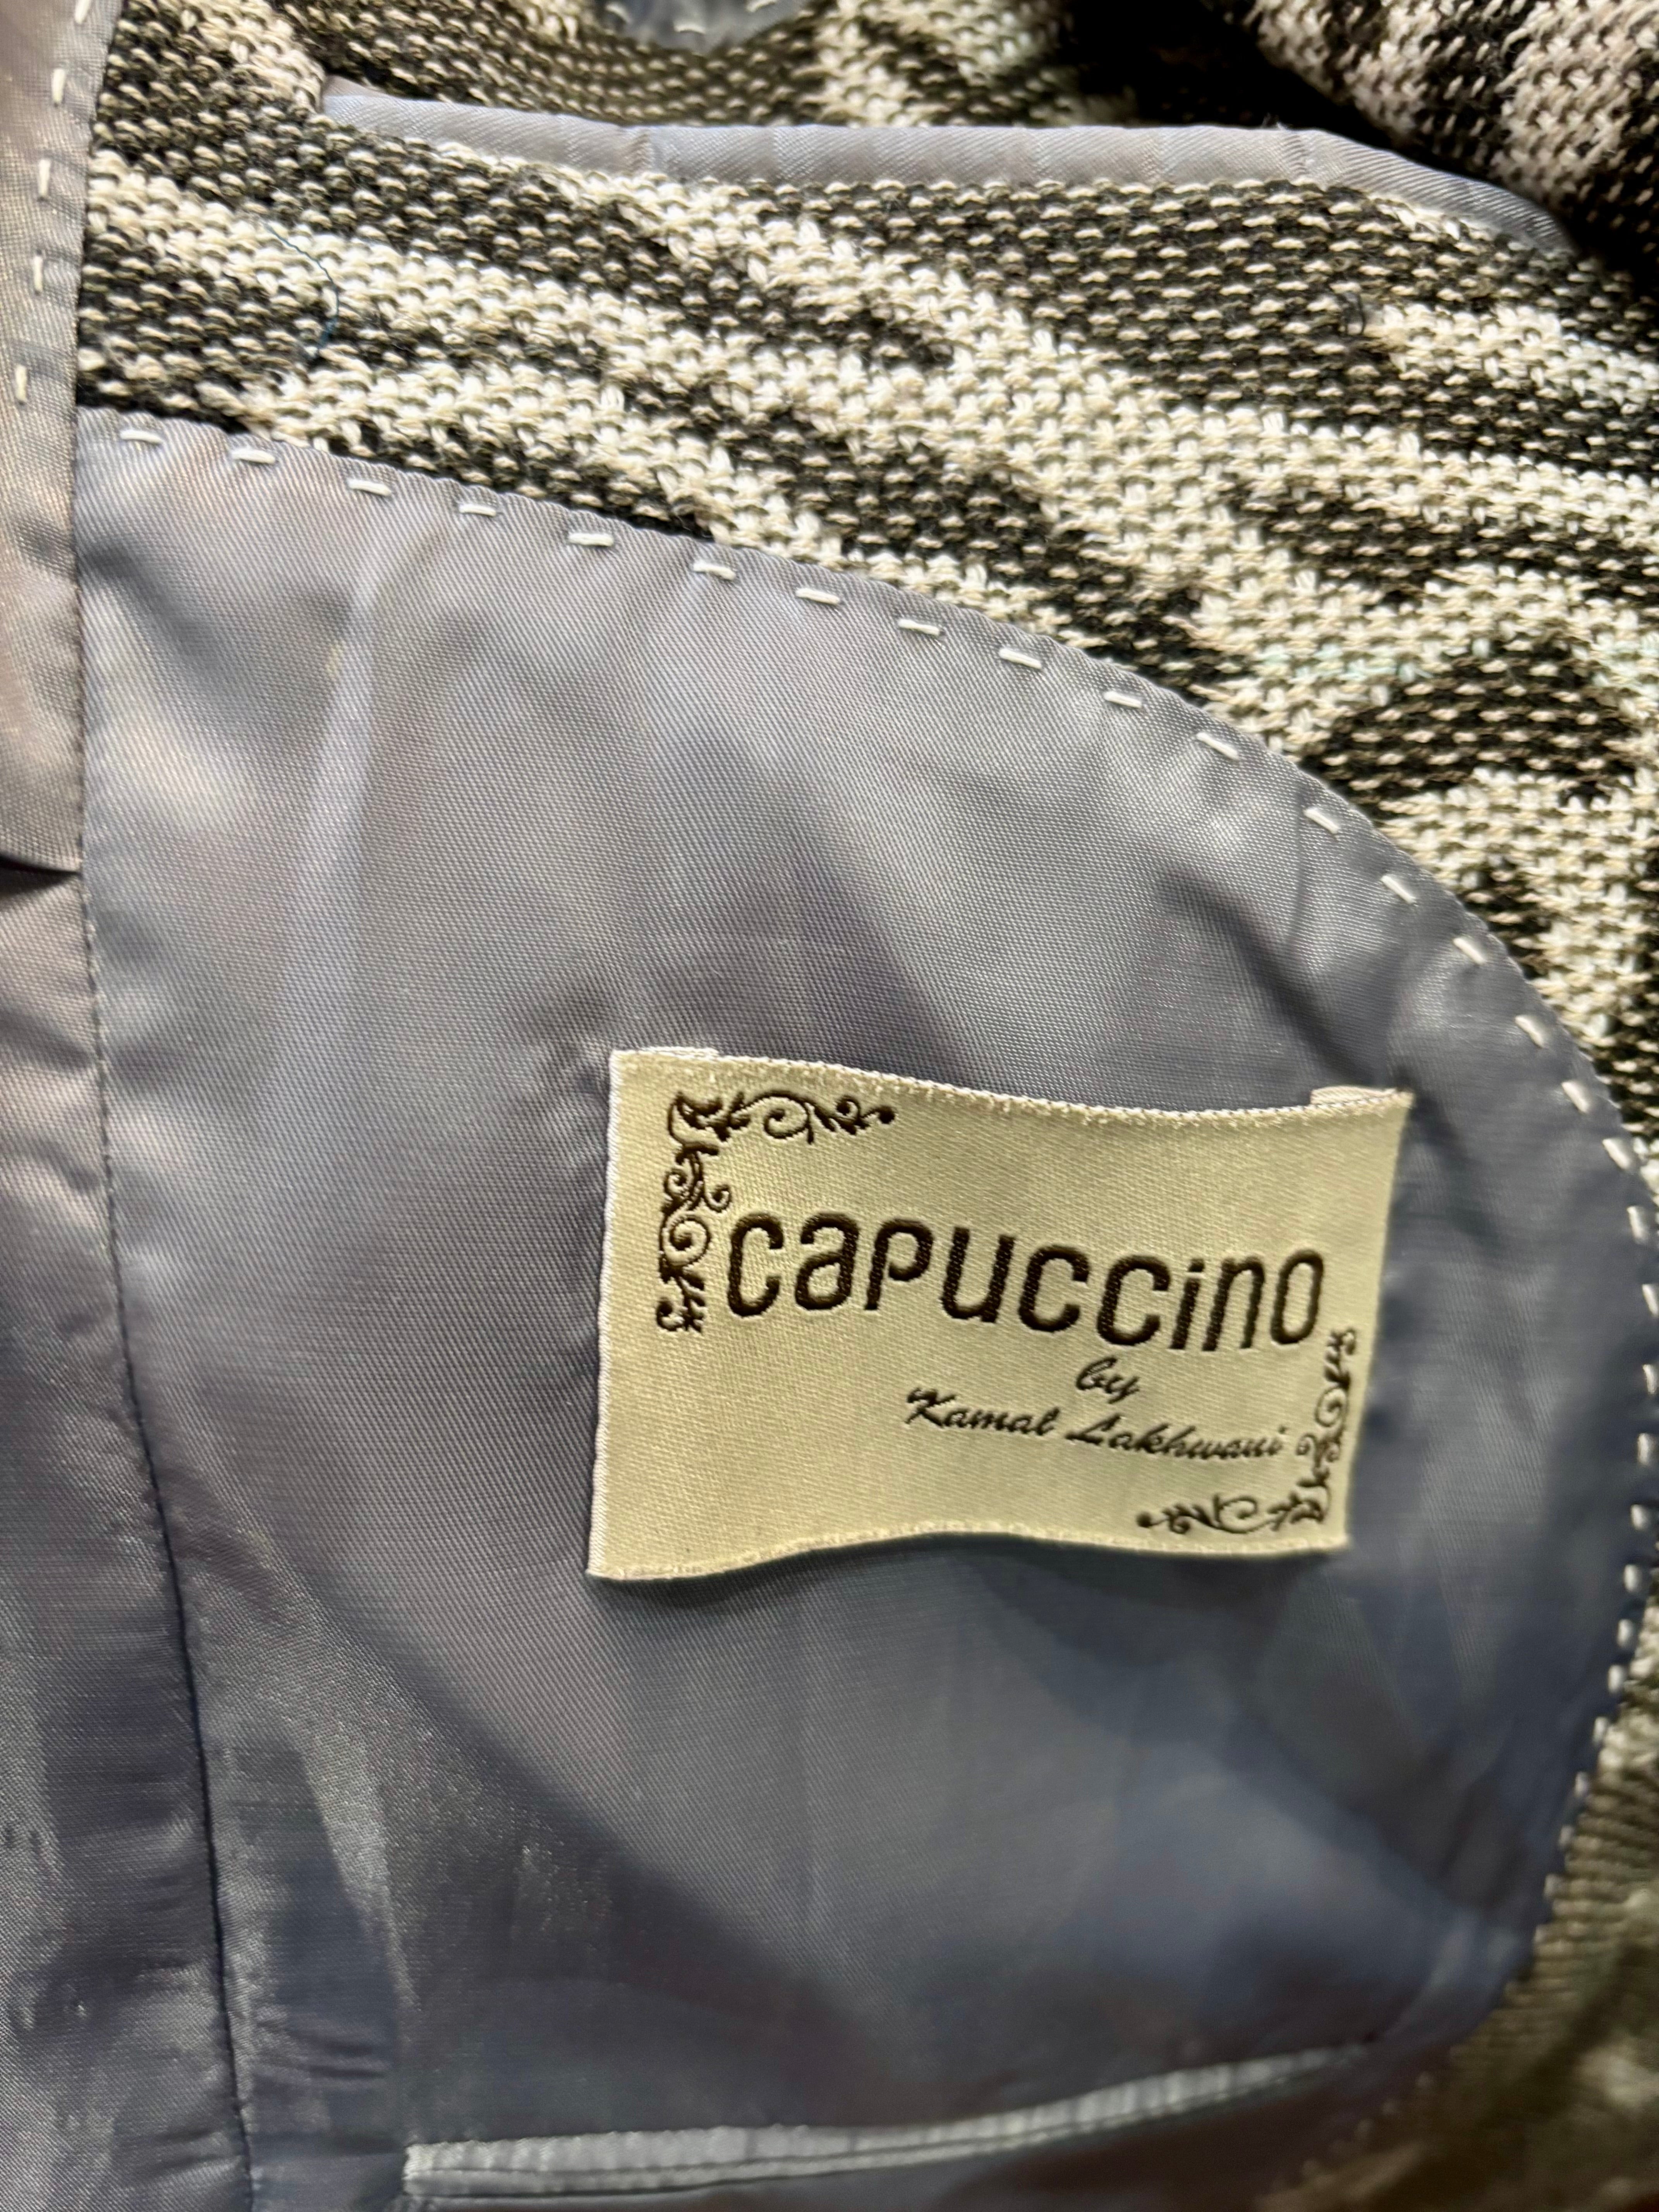 capuccino
by
Kamal Lakhwani